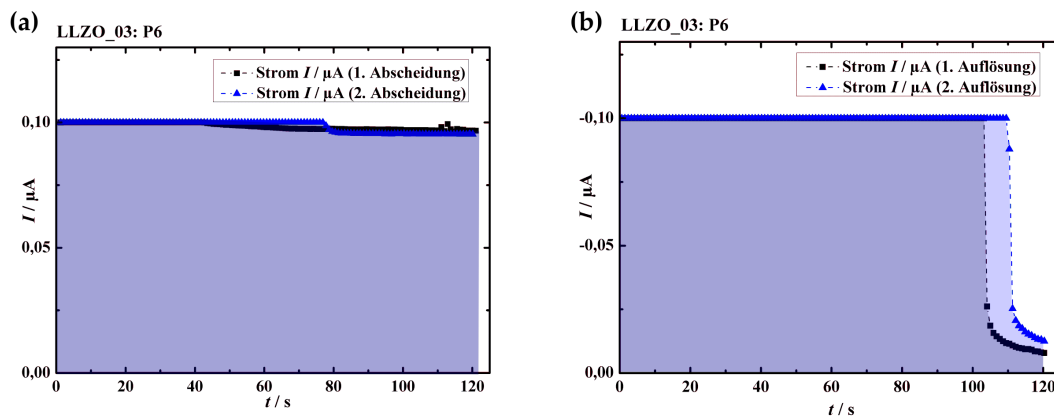 (a)
LLZO_03: P6
Strom I / µA (1. Abscheidung)
Strom I / µA (2. Abscheidung)
0,10
0,05
0,00
I / µA
0 20 40 60 80 100 120
t / s
(b)
LLZO_03: P6
Strom I / µA (1. Auflösung)
Strom I / µA (2. Auflösung)
-0,10
-0,05
0,00
I / µA
0 20 40 60 80 100 120
t / s